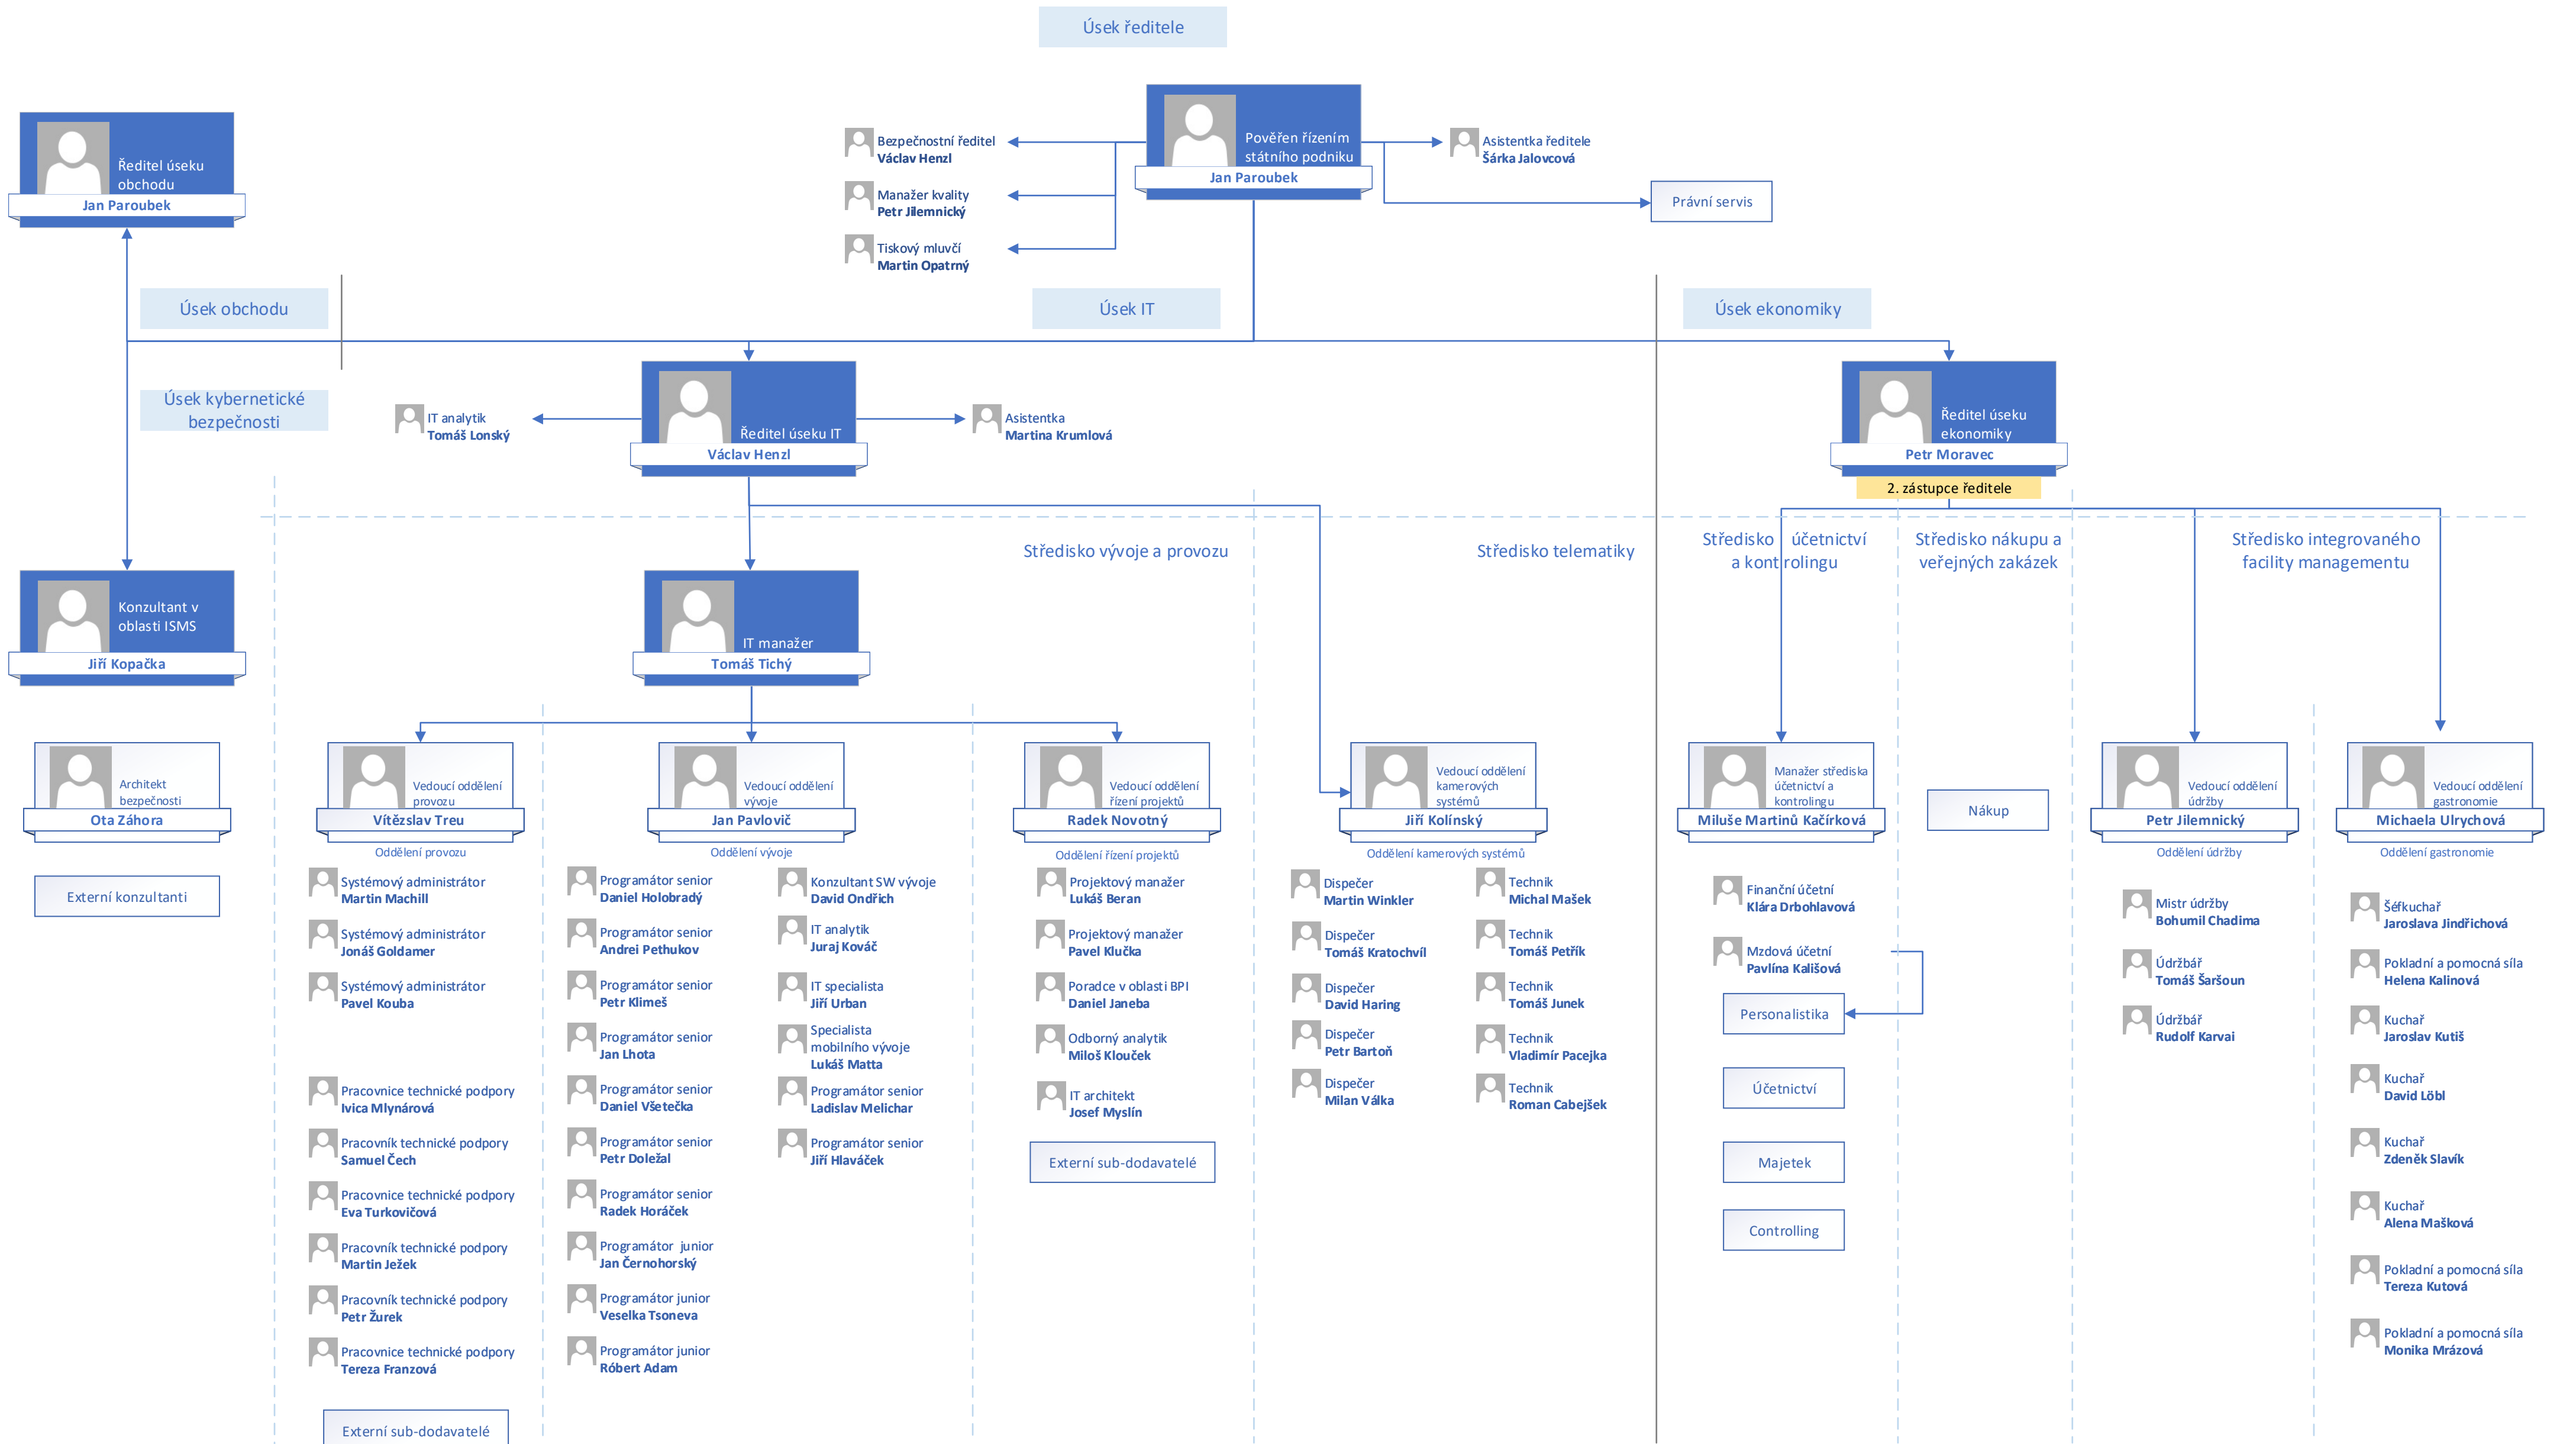 Úsek ředitele
Ředitel úseku
obchodu
Jan Paroubek
Bezpečnostní ředitel
Václav Henzl
Manažer kvality
Petr Jilemnický
Tiskový mluvčí
Martin Opatrný
Pověřen řízením
státního podniku
Jan Paroubek
Asistentka ředitele
Šárka Jalovcová
Právní servis
Úsek obchodu
Úsek IT
Úsek ekonomiky
Úsek kybernetické
bezpečnosti
IT analytik
Tomáš Lonský
Ředitel úseku IT
Václav Henzl
Asistentka
Martina Krumlová
Ředitel úseku
ekonomiky
Petr Moravec
2. zástupce ředitele
Středisko vývoje a provozu
Středisko telematiky
Středisko účetnictví
a kontrolingu
Středisko nákupu a
veřejných zakázek
Středisko integrovaného
facility managementu
Konzultant v
oblasti ISMS
Jiří Kopačka
IT manažer
Tomáš Tichý
Architekt
bezpečnosti
Ota Záhora
Externí konzultanti
Vedoucí oddělení
provozu
Vítězslav Treu
Oddělení provozu
Systémový administrátor
Martin Machill
Systémový administrátor
Jonáš Goldamer
Systémový administrátor
Pavel Kouba
Pracovnice technické podpory
Ivica Mlynárová
Pracovník technické podpory
Samuel Čech
Pracovnice technické podpory
Eva Turkovičová
Pracovník technické podpory
Martin Ježek
Pracovník technické podpory
Petr Žurek
Pracovnice technické podpory
Tereza Franzová
Externí sub-dodavatelé
Vedoucí oddělení
vývoje
Jan Pavlovič
Oddělení vývoje
Programátor senior
Daniel Holobradý
Programátor senior
Andrei Pethukov
Programátor senior
Petr Klimeš
Programátor senior
Jan Lhota
Programátor senior
Daniel Všetečka
Programátor senior
Petr Doležal
Programátor senior
Radek Horáček
Programátor junior
Jan Černohorský
Programátor junior
Veselka Tsoneva
Programátor junior
Róbert Adam
Konzultant SW vývoje
David Ondřich
IT analytik
Juraj Kováč
IT specialista
Jiří Urban
Specialista
mobilního vývoje
Lukáš Matta
Programátor senior
Ladislav Melichar
Programátor senior
Jiří Hlaváček
Vedoucí oddělení
řízení projektů
Radek Novotný
Oddělení řízení projektů
Projektový manažer
Lukáš Beran
Projektový manažer
Pavel Klučka
Poradce v oblasti BPI
Daniel Janeba
Odborný analytik
Miloš Klouček
IT architekt
Josef Myslín
Externí sub-dodavatelé
Vedoucí oddělení
kamerových
systémů
Jiří Kolínský
Oddělení kamerových systémů
Dispečer
Martin Winkler
Dispečer
Tomáš Kratochvíl
Dispečer
David Haring
Dispečer
Petr Bartoň
Dispečer
Milan Válka
Technik
Michal Mašek
Technik
Tomáš Petřík
Technik
Tomáš Junek
Technik
Vladimír Pacejka
Technik
Roman Cabejšek
Manažer střediska
účetnictví a
kontrolingu
Miluše Martinů Kačírková
Finanční účetní
Klára Drbohlavová
Mzdová účetní
Pavlína Kališová
Personalistika
Účetnictví
Majetek
Controlling
Nákup
Vedoucí oddělení
údržby
Petr Jilemnický
Oddělení údržby
Mistr údržby
Bohumil Chadima
Údržbář
Tomáš Šaršoun
Údržbář
Rudolf Karvai
Vedoucí oddělení
gastronomie
Michaela Ulrychová
Oddělení gastronomie
Šéfkuchař
Jaroslava Jindřichová
Pokladní a pomocná síla
Helena Kalinová
Kuchař
Jaroslav Kutiš
Kuchař
David Löbl
Kuchař
Zdeněk Slavík
Kuchař
Alena Mašková
Pokladní a pomocná síla
Tereza Kutová
Pokladní a pomocná síla
Monika Mrázová